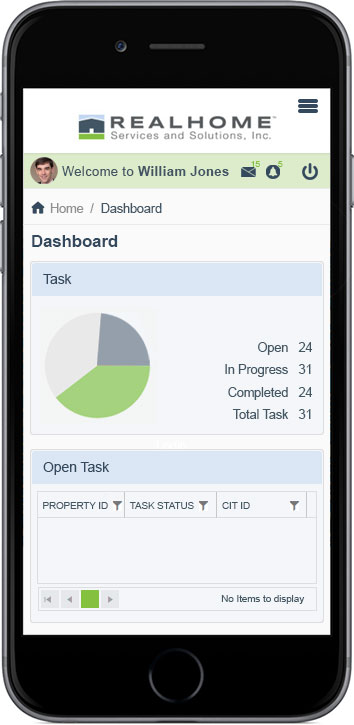 REALHOME™
Services and Solutions, Inc.
Welcome to William Jones 15 5
Home / Dashboard
Dashboard
Task
Open 24
In Progress 31
Completed 24
Total Task 31
Open Task
PROPERTY ID TASK STATUS CIT ID
No Items to display